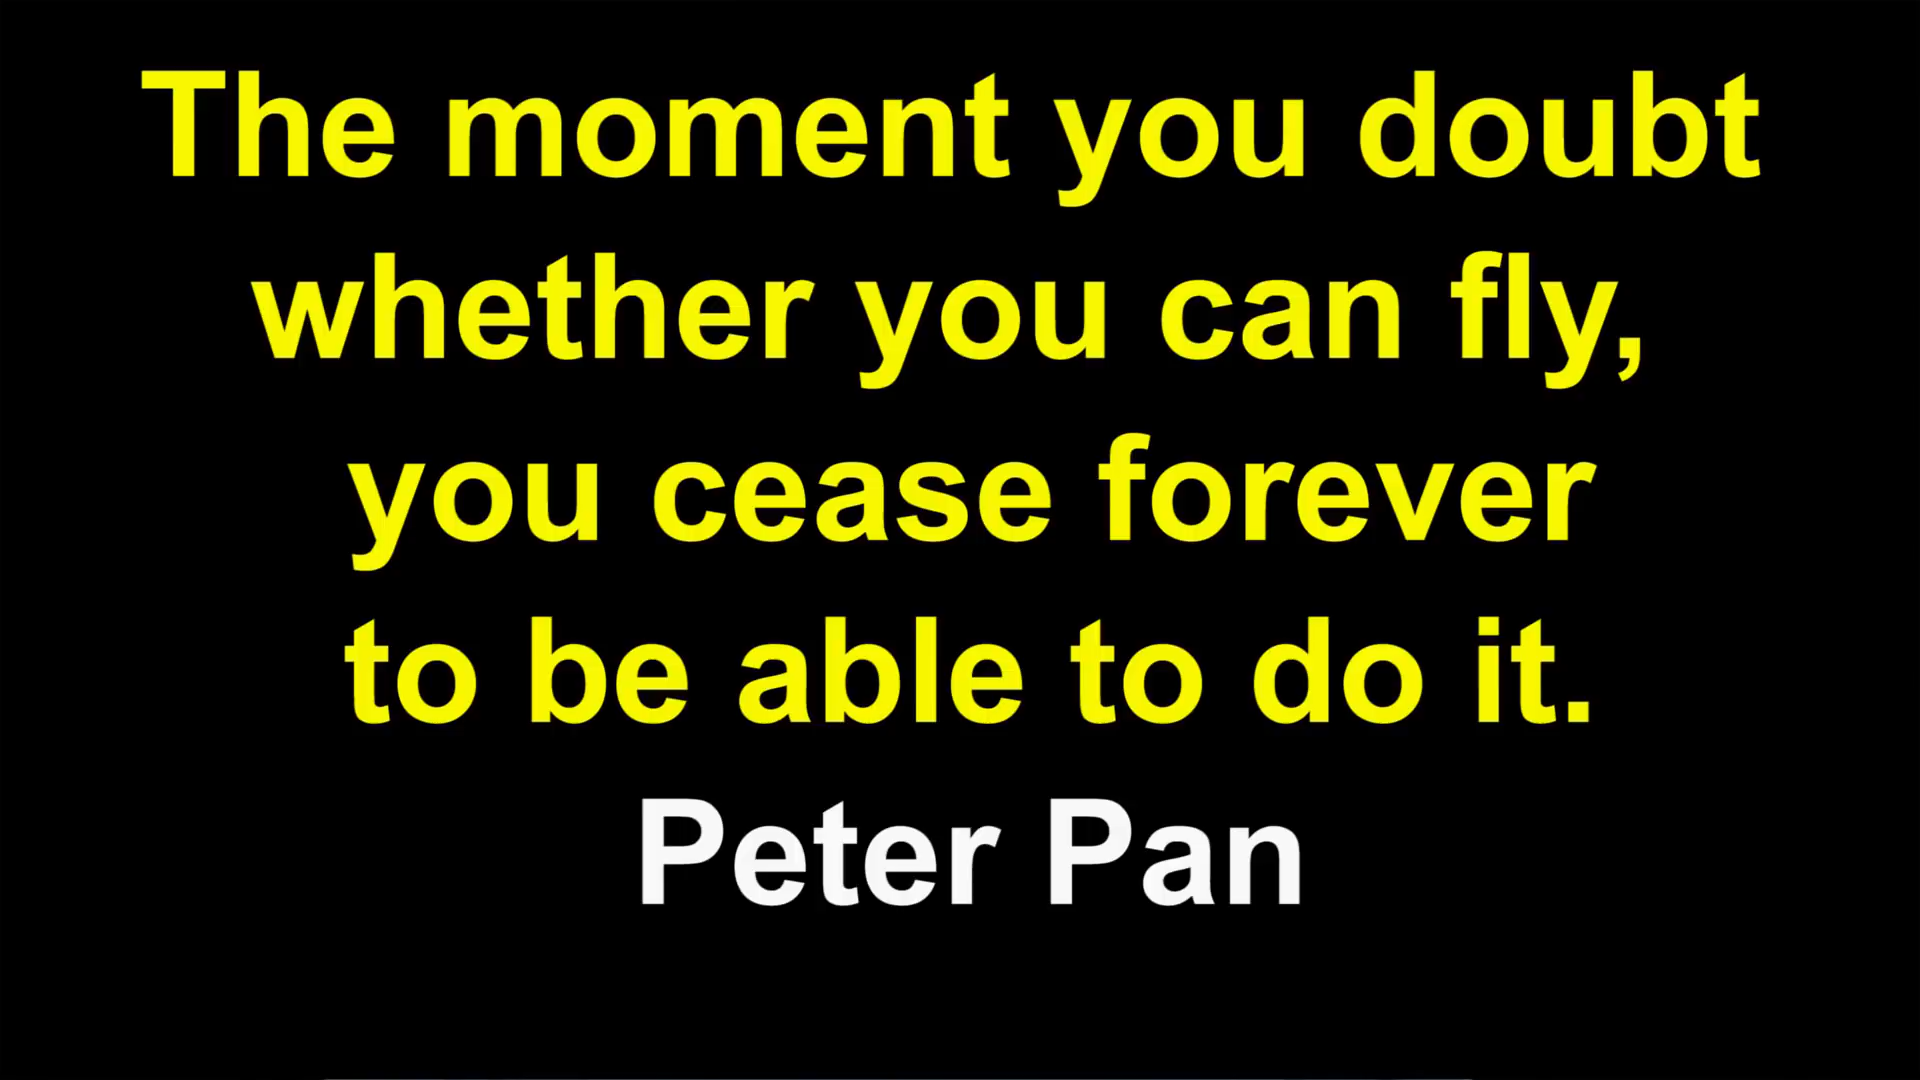 The moment you doubt
whether you can fly,
you cease forever
to be able to do it.
Peter Pan